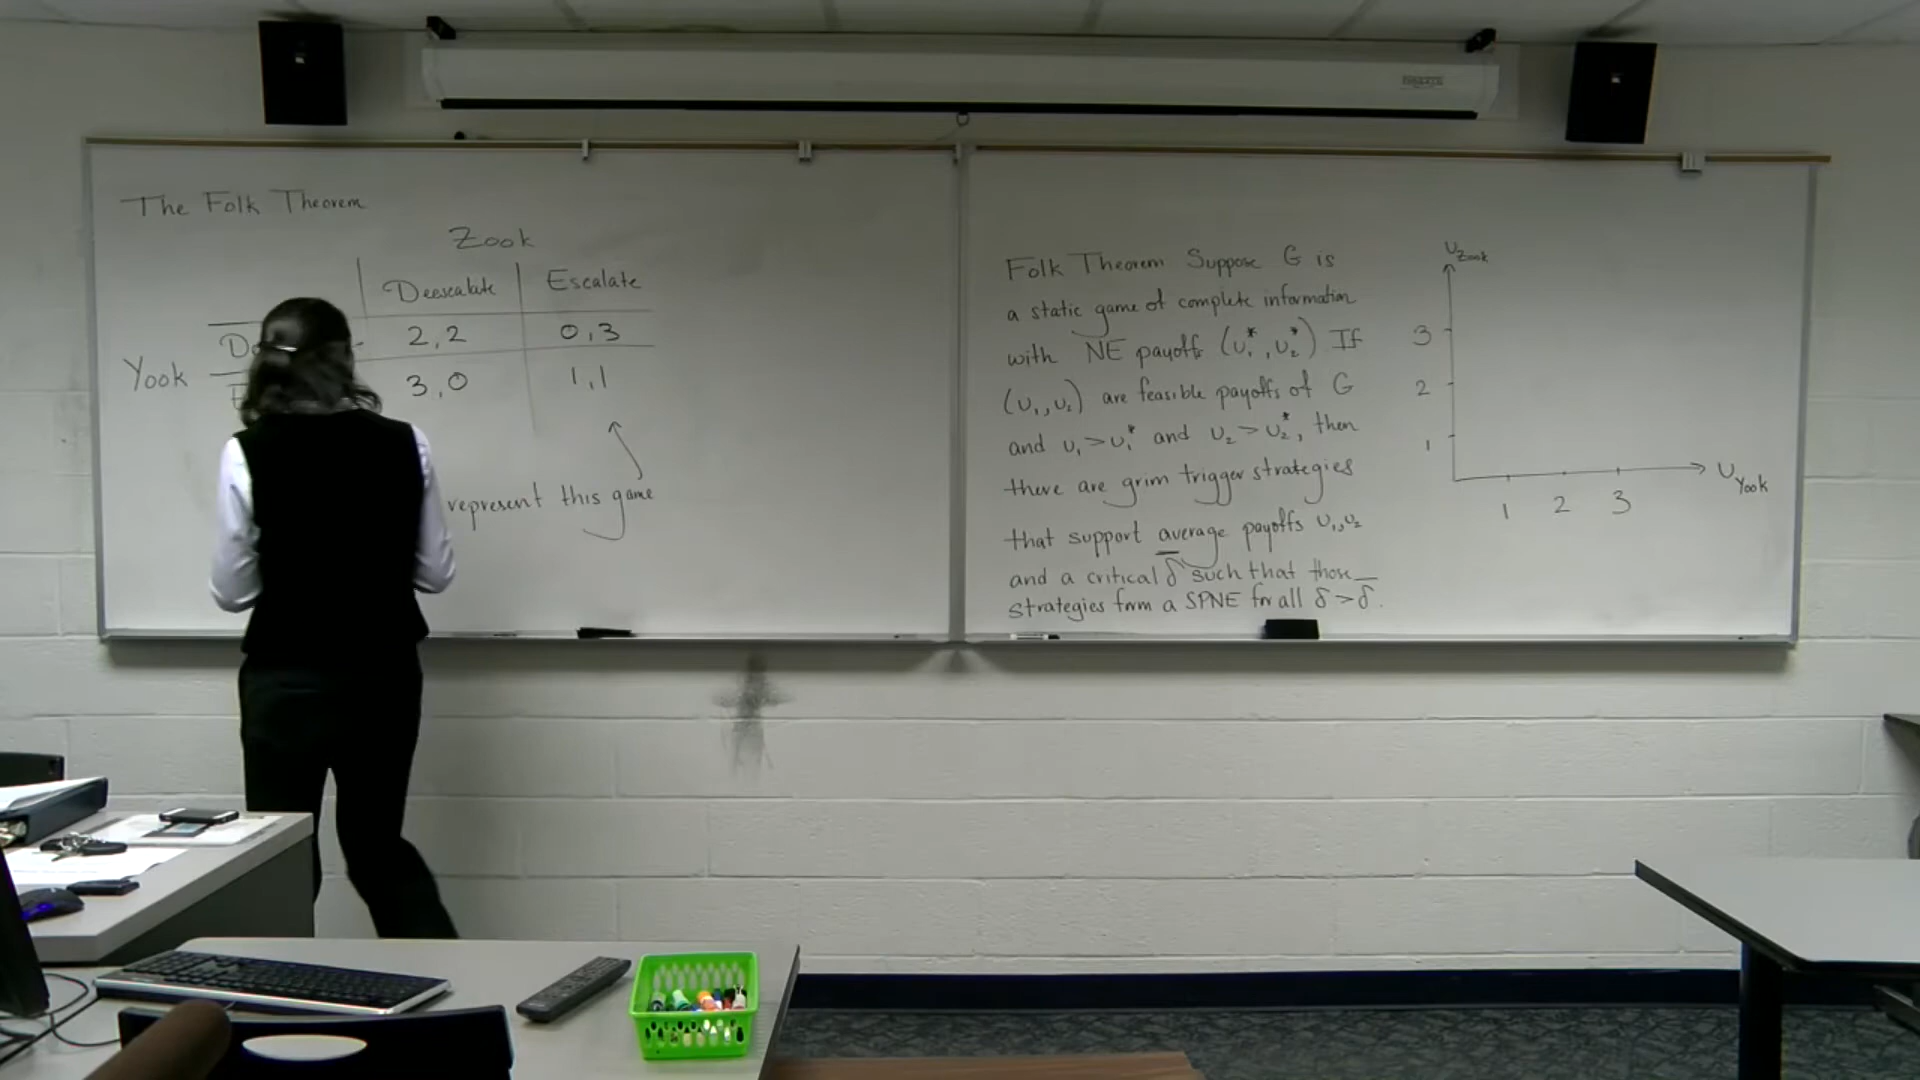 The Folk Theorem
Zook
Deescalate Escalate
2,2 0,3
Yook 3,0 1,1
represent this game
Folk Theorem Suppose G is
a static game of complete information
with NE payoffs (U₁*, U₂*) If
(U₁, U₂) are feasible payoffs of G
and U₁ > U₁* and U₂ > U₂*, then
there are grim trigger strategies
that support average payoffs U₁, U₂
and a critical δ̲ such that those
strategies form a SPNE for all δ > δ̲.
U Zook
3
2
1
1 2 3
U Yook